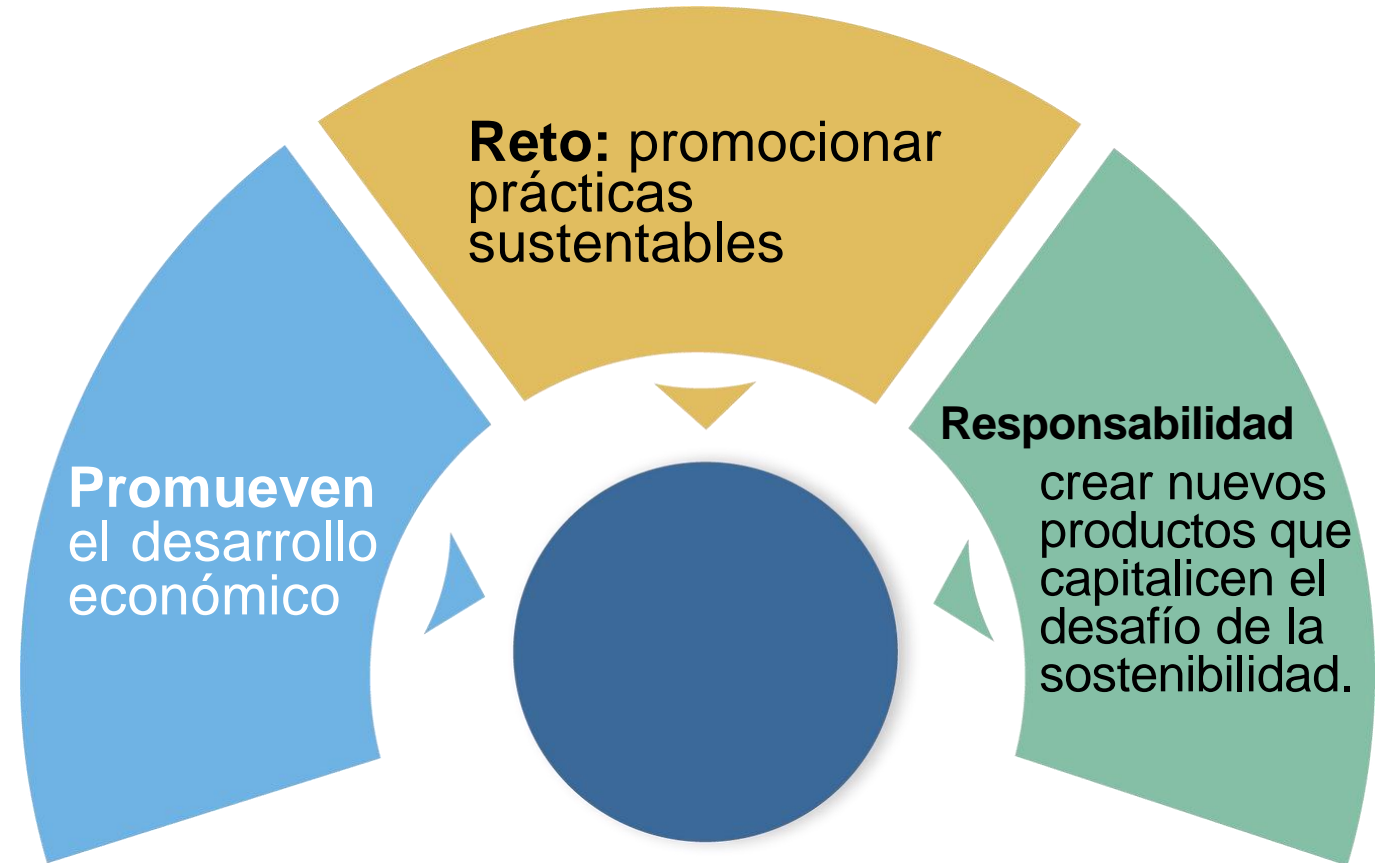 Reto: promocionar
prácticas
sustentables
Promueven
el desarrollo
económico
Responsabilidad
crear nuevos
productos que
capitalicen el
desafío de la
sostenibilidad.